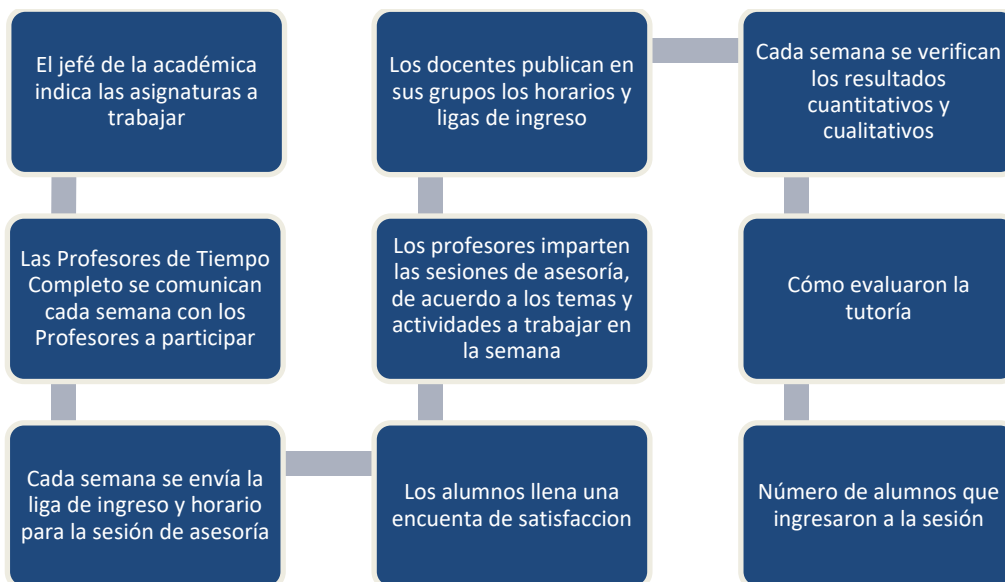 El jefé de la académica
indica las asignaturas a
trabajar
Las Profesores de Tiempo
Completo se comunican
cada semana con los
Profesores a participar
Cada semana se envía la
liga de ingreso y horario
para la sesión de asesoría
Los alumnos llena una
encuenta de satisfaccion
Los profesores imparten
las sesiones de asesoría,
de acuerdo a los temas y
actividades a trabajar en
la semana
Los docentes publican en
sus grupos los horarios y
ligas de ingreso
Cada semana se verifican
los resultados
cuantitativos y
cualitativos
Cómo evaluaron la
tutoría
Número de alumnos que
ingresaron a la sesión